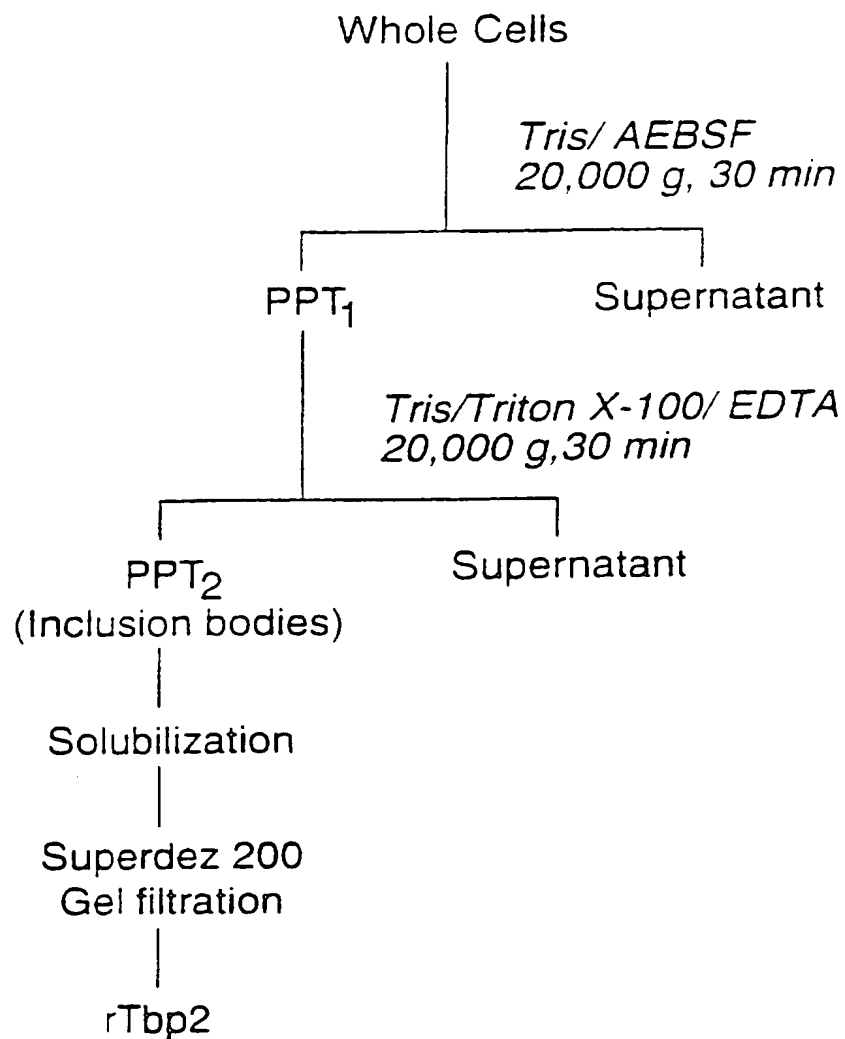 Whole Cells
Tris/ AEBSF
20,000 g, 30 min
PPT1
Supernatant
Tris/Triton X-100/ EDTA
20,000 g,30 min
PPT2
(Inclusion bodies)
Supernatant
Solubilization
Superdez 200
Gel filtration
rTbp2